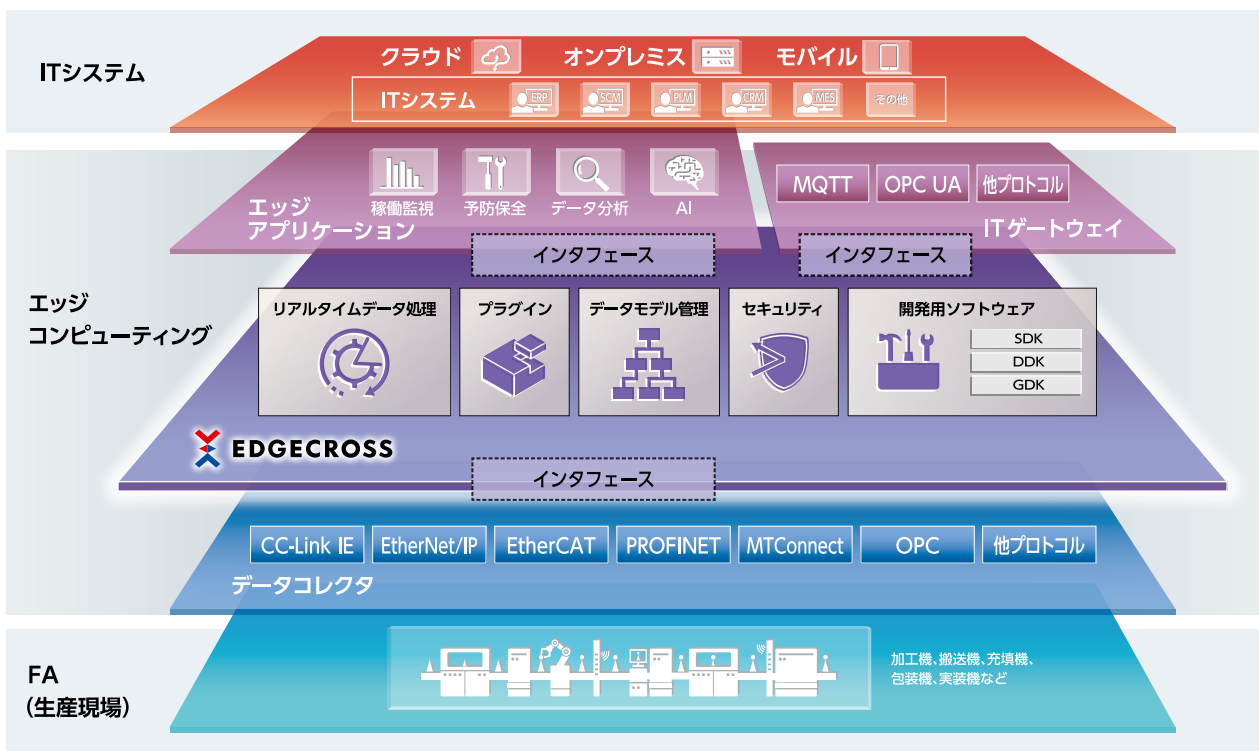 ITシステム
クラウド
オンプレミス
モバイル
ITシステム
ERP
SCM
PLM
CRM
MES
その他
エッジ
コンピューティング
稼働監視
予防保全
データ分析
AI
エッジ
アプリケーション
MQTT
OPC UA
他プロトコル
ITゲートウェイ
インタフェース
インタフェース
リアルタイムデータ処理
プラグイン
データモデル管理
セキュリティ
開発用ソフトウェア
SDK
DDK
GDK
EDGECROSS
インタフェース
CC-Link IE
EtherNet/IP
EtherCAT
PROFINET
MTConnect
OPC
他プロトコル
データコレクタ
FA
(生産現場)
加工機、搬送機、充填機、
包装機、実装機など